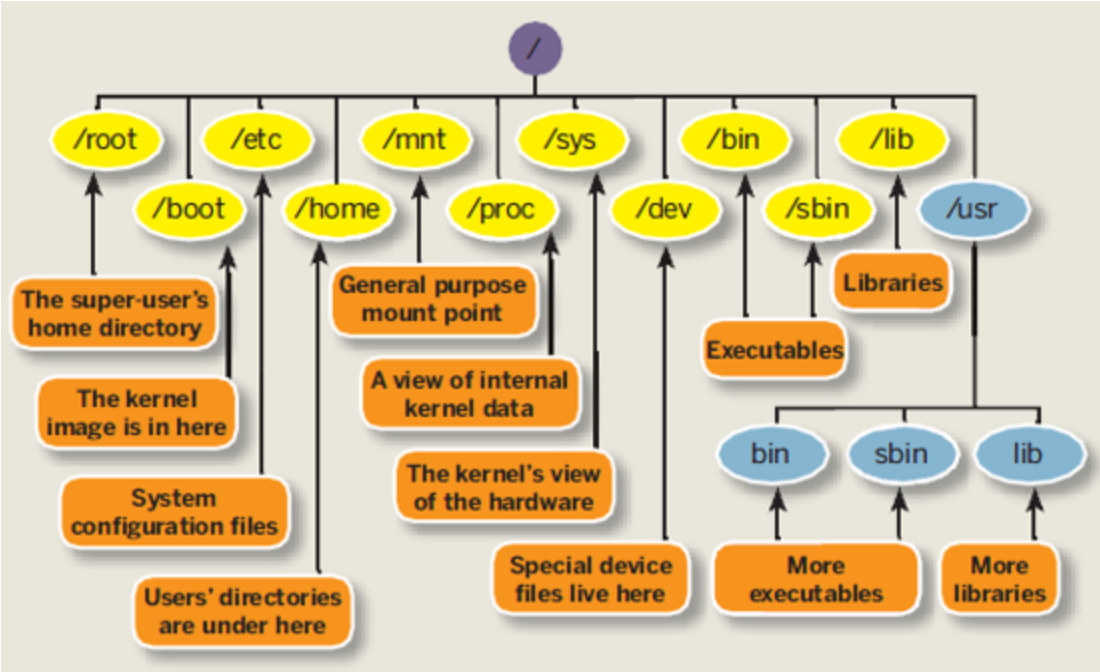 /
/root
/etc
/mnt
/sys
/bin
/lib
/boot
/home
/proc
/dev
/sbin
/usr
The super-user's
home directory
General purpose
mount point
Libraries
Executables
The kernel
image is in here
A view of internal
kernel data
bin
sbin
lib
System
configuration files
The kernel's view
of the hardware
Special device
files live here
More
executables
More
libraries
Users' directories
are under here